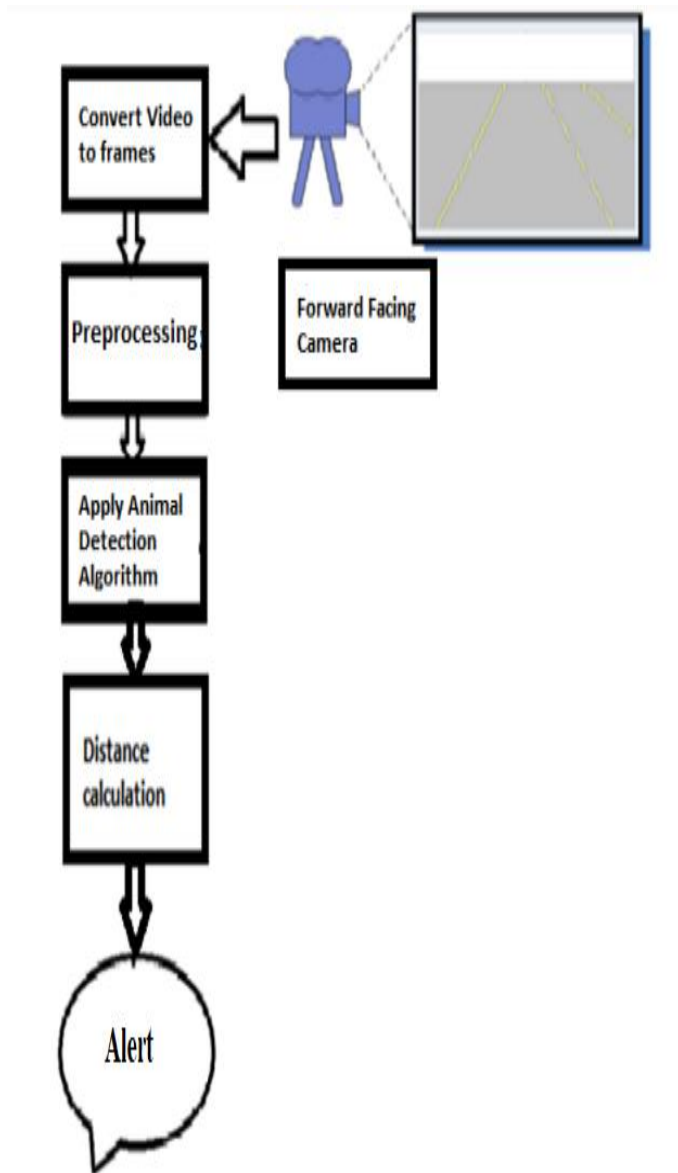 Convert Video
to frames
Forward Facing
Camera
Preprocessing
Apply Animal
Detection
Algorithm
Distance
calculation
Alert